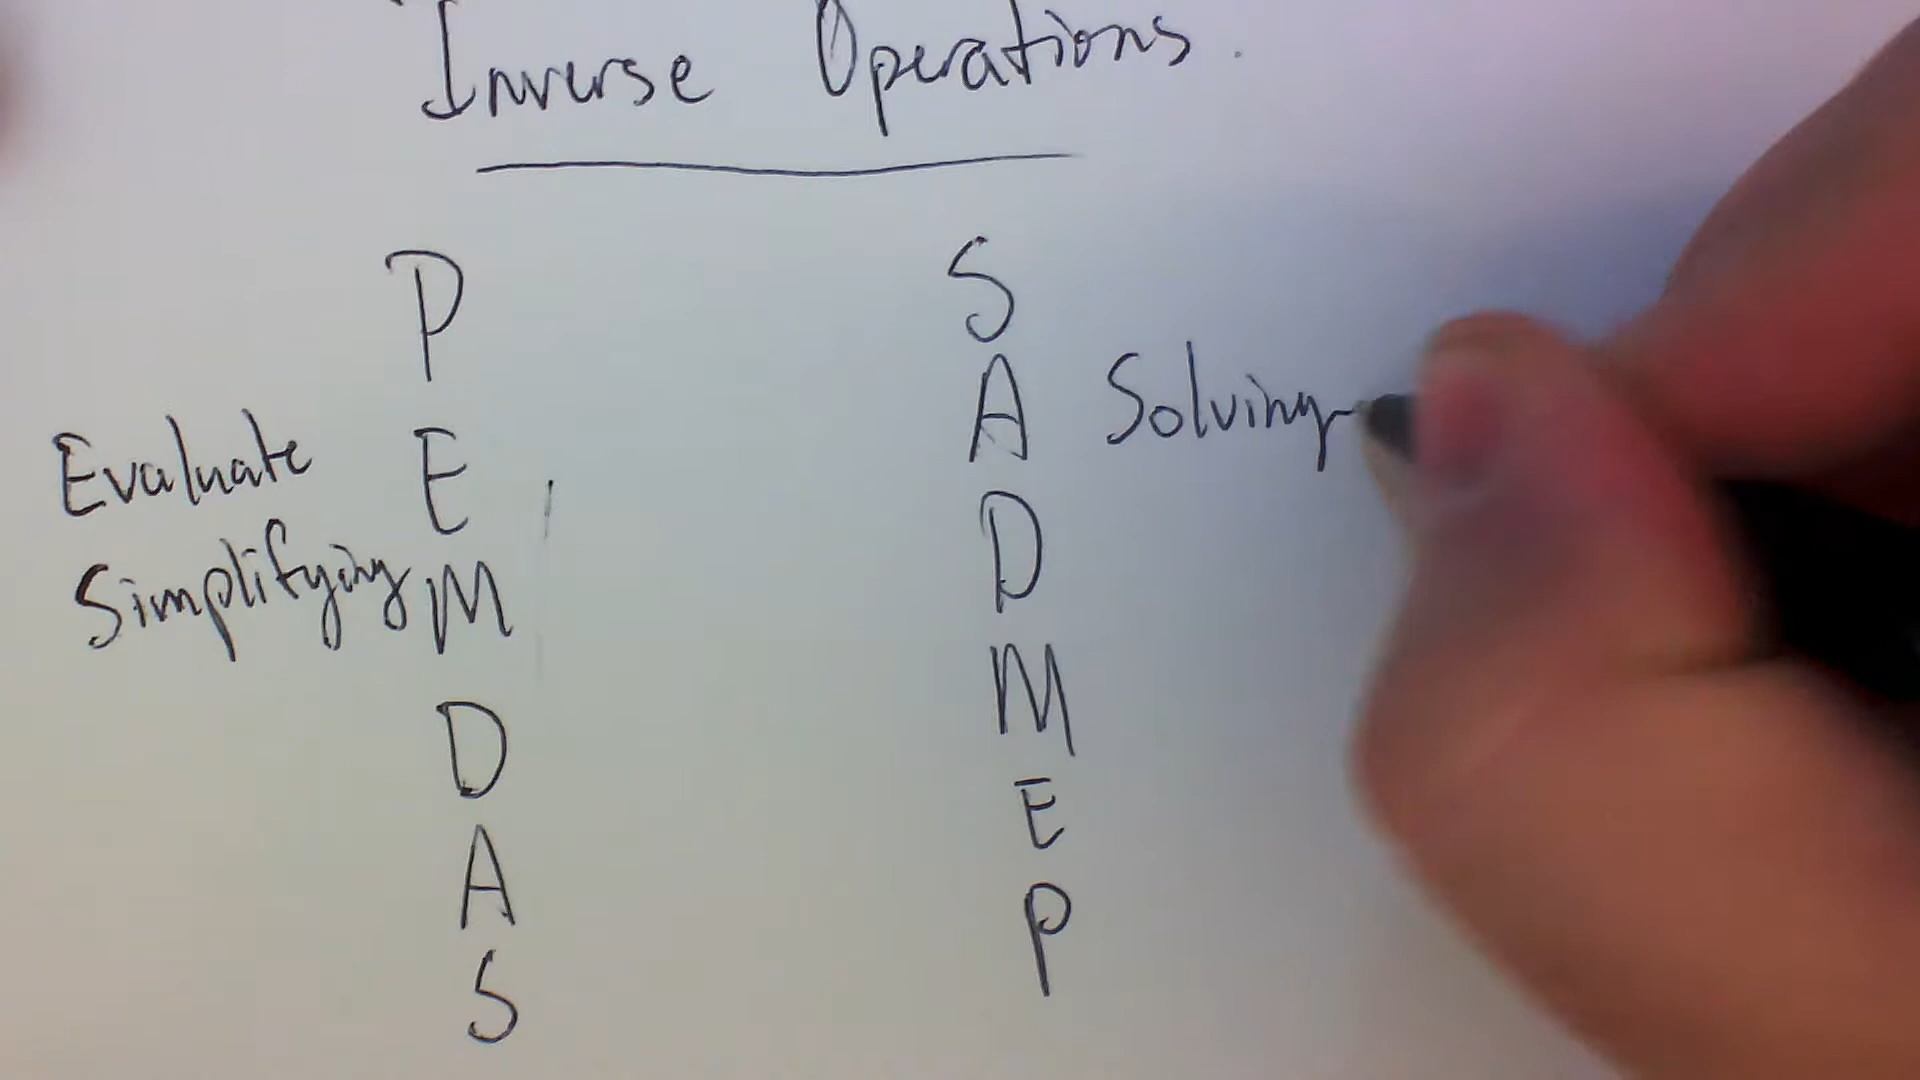 Inverse Operations.
P
E
M
D
A
S
Evaluate
Simplifying
S
A
D
M
E
P
Solving